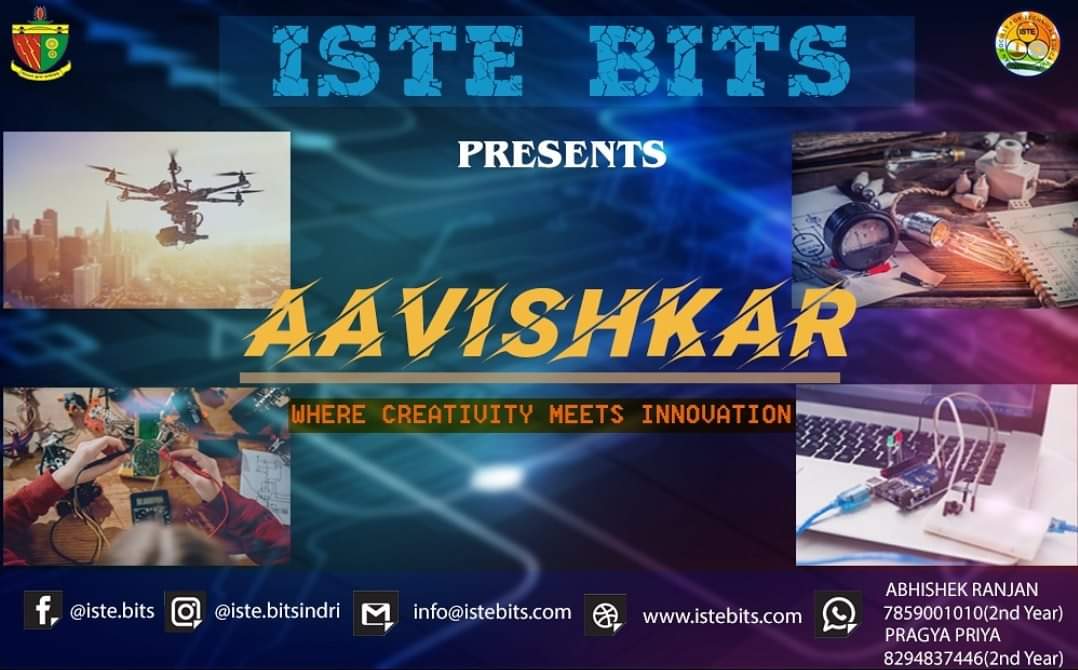 ISTE BITS
PRESENTS
AAVISHKAR
WHERE CREATIVITY MEETS INNOVATION
@iste.bits
@iste.bitsindri
info@istebits.com
www.istebits.com
ABHISHEK RANJAN
7859001010(2nd Year)
PRAGYA PRIYA
8294837446(2nd Year)
ISTE